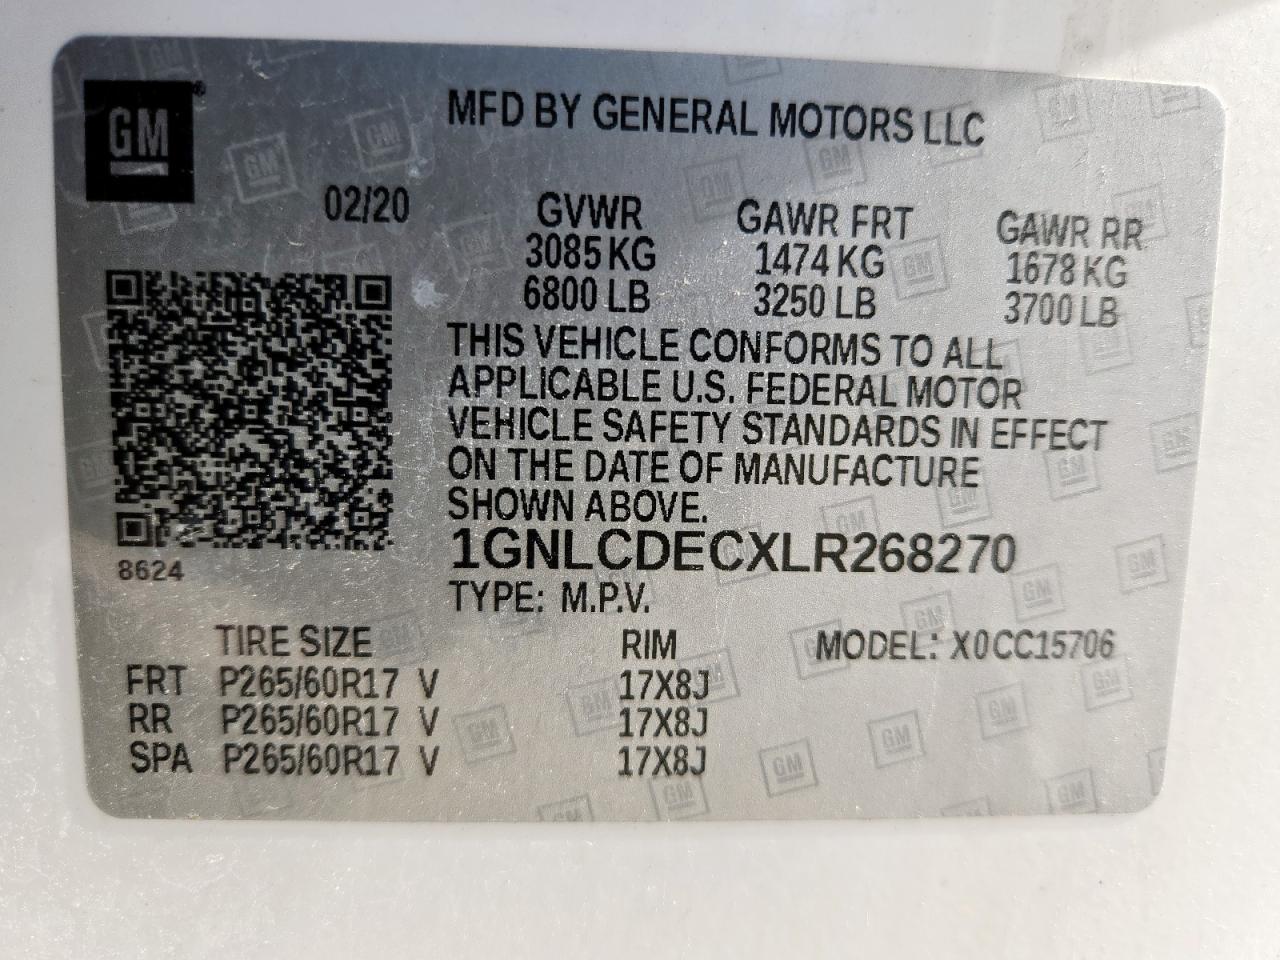 GM
MFD BY GENERAL MOTORS LLC
02/20
GVWR GAWR FRT GAWR RR
3085 KG 1474 KG 1678 KG
6800 LB 3250 LB 3700 LB
THIS VEHICLE CONFORMS TO ALL
APPLICABLE U.S. FEDERAL MOTOR
VEHICLE SAFETY STANDARDS IN EFFECT
ON THE DATE OF MANUFACTURE
SHOWN ABOVE.
8624
1GNLCDECXLR268270
TYPE: M.P.V.
TIRE SIZE RIM MODEL: X0CC15706
FRT P265/60R17 V 17X8J
RR P265/60R17 V 17X8J
SPA P265/60R17 V 17X8J